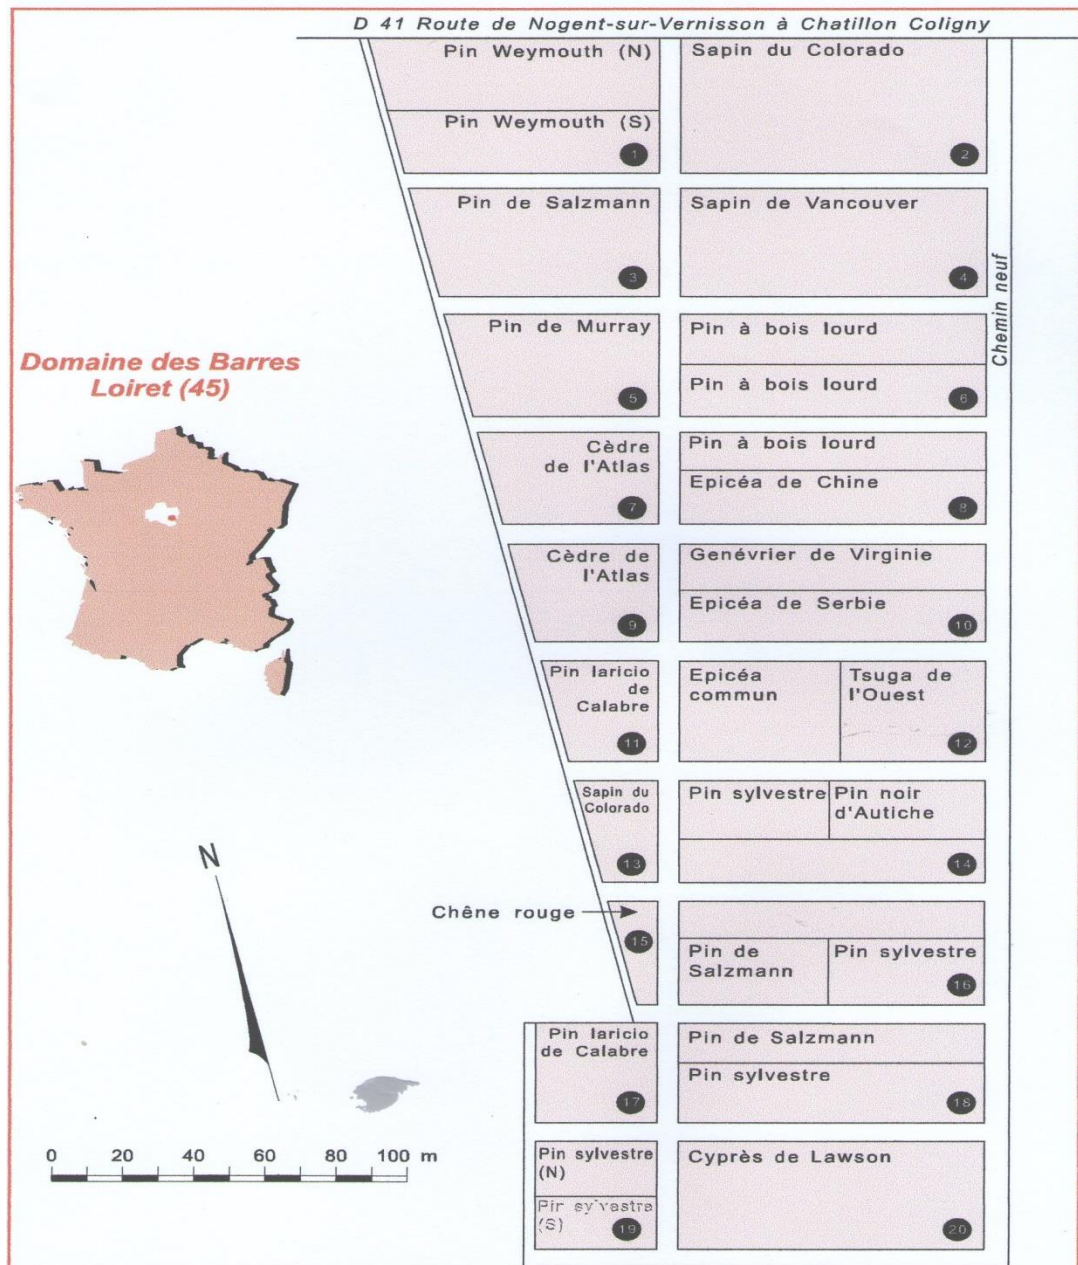 D 41 Route de Nogent-sur-Vernisson à Chatillon Coligny
Pin Weymouth (N)
Pin Weymouth (S)
1
Sapin du Colorado
2
Pin de Salzmann
3
Sapin de Vancouver
4
Chemin neuf
Pin de Murray
5
Pin à bois lourd
Pin à bois lourd
6
Domaine des Barres
Loiret (45)
Cèdre
de l'Atlas
7
Pin à bois lourd
Epicéa de Chine
8
Cèdre de
l'Atlas
9
Genévrier de Virginie
Epicéa de Serbie
10
Pin laricio
de
Calabre
11
Epicéa
commun
Tsuga de
l'Ouest
12
Sapin du
Colorado
13
Pin sylvestre
Pin noir
d'Autiche
14
N
Chêne rouge
15
Pin de
Salzmann
Pin sylvestre
16
Pin laricio
de Calabre
17
Pin de Salzmann
Pin sylvestre
18
0 20 40 60 80 100 m
Pin sylvestre
(N)
Pin sylvestre
(S)
19
Cyprès de Lawson
20